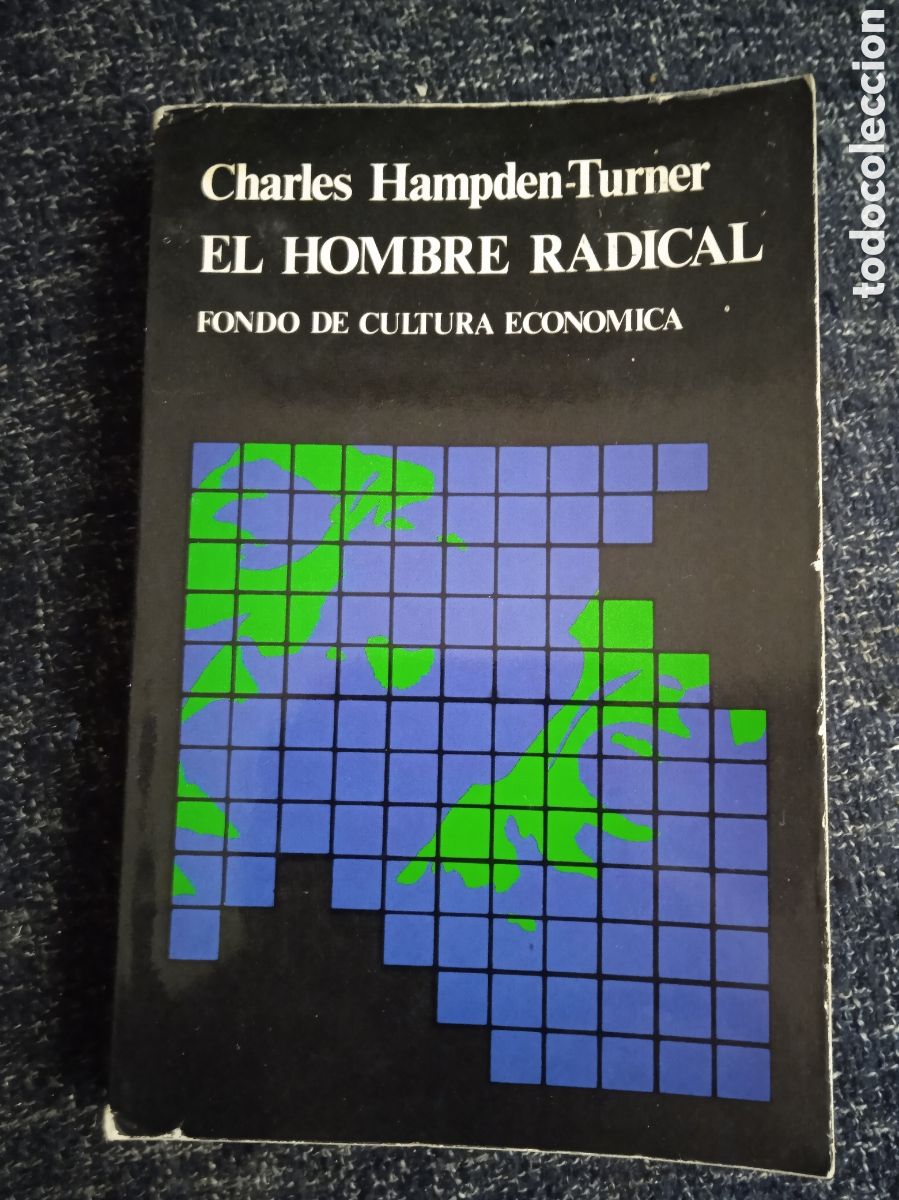 Charles Hampden-Turner
EL HOMBRE RADICAL
FONDO DE CULTURA ECONOMICA
todocoleccion